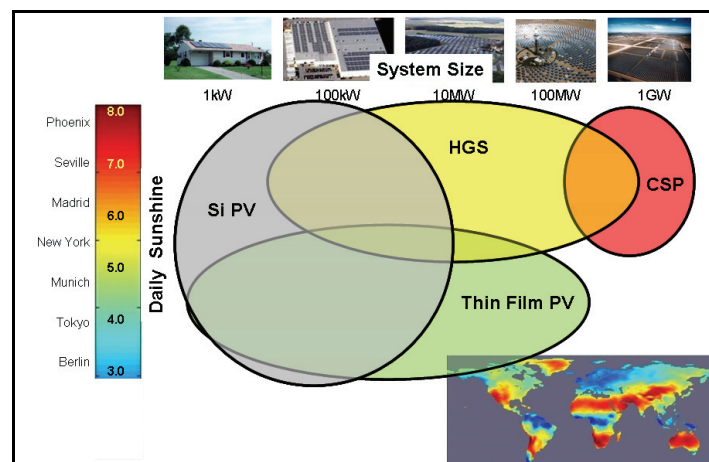 System Size
1kW 100kW 10MW 100MW 1GW
Phoenix
Seville
Madrid
New York
Munich
Tokyo
Berlin
8.0
7.0
6.0
5.0
4.0
3.0
Daily Sunshine
HGS
CSP
Si PV
Thin Film PV